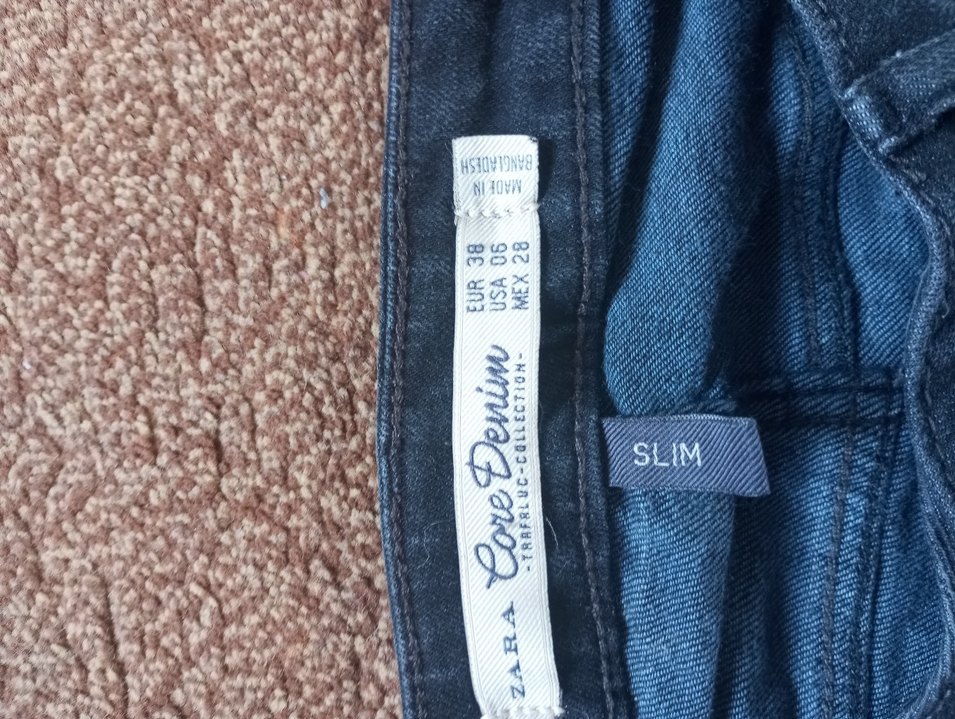 ZARA
Core Denim
-TRAFALUC-COLLECTION-
EUR 38
USA 06
MEX 28
MADE IN
BANGLADESH
SLIM